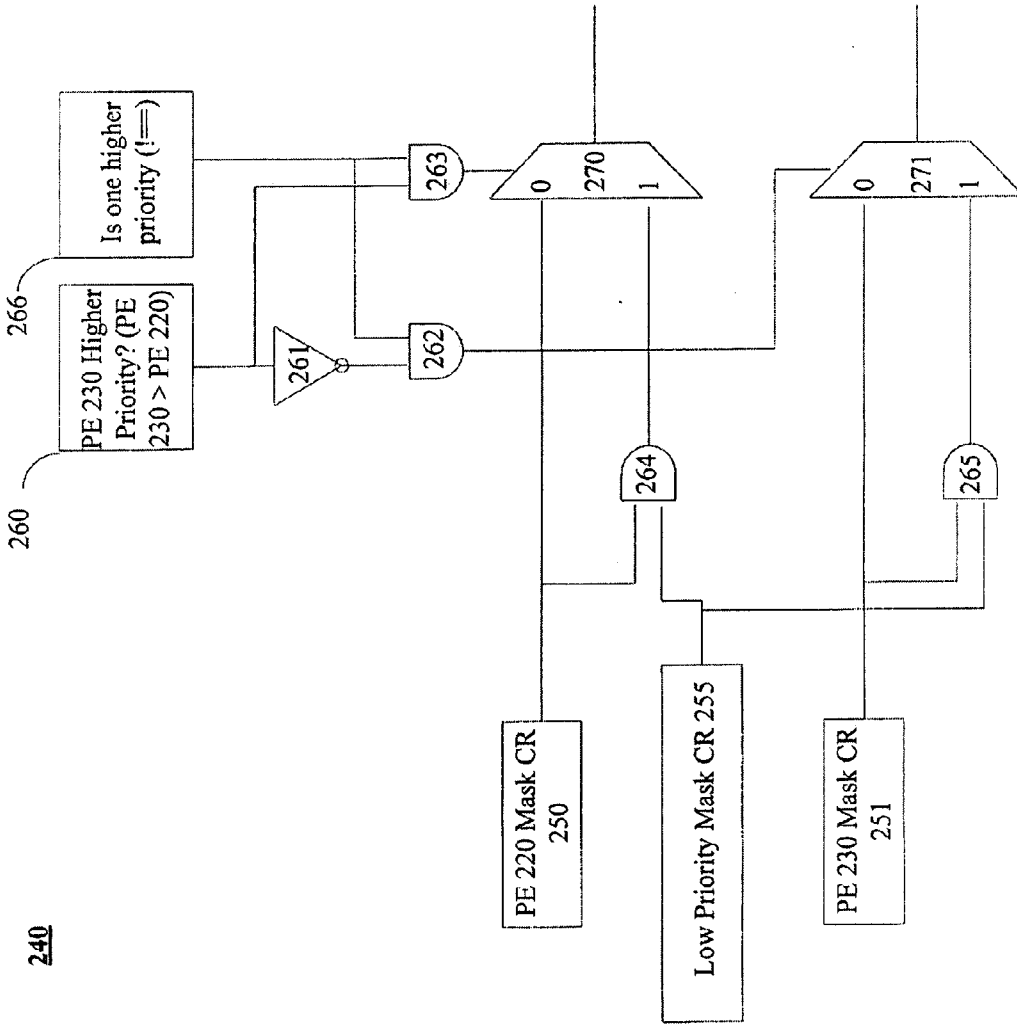 240
260
266
PE 230 Higher
Priority? (PE
230 > PE 220)
Is one higher
priority (!==)
261
262
263
0
270
1
264
PE 220 Mask CR
250
Low Priority Mask CR 255
0
271
1
265
PE 230 Mask CR
251